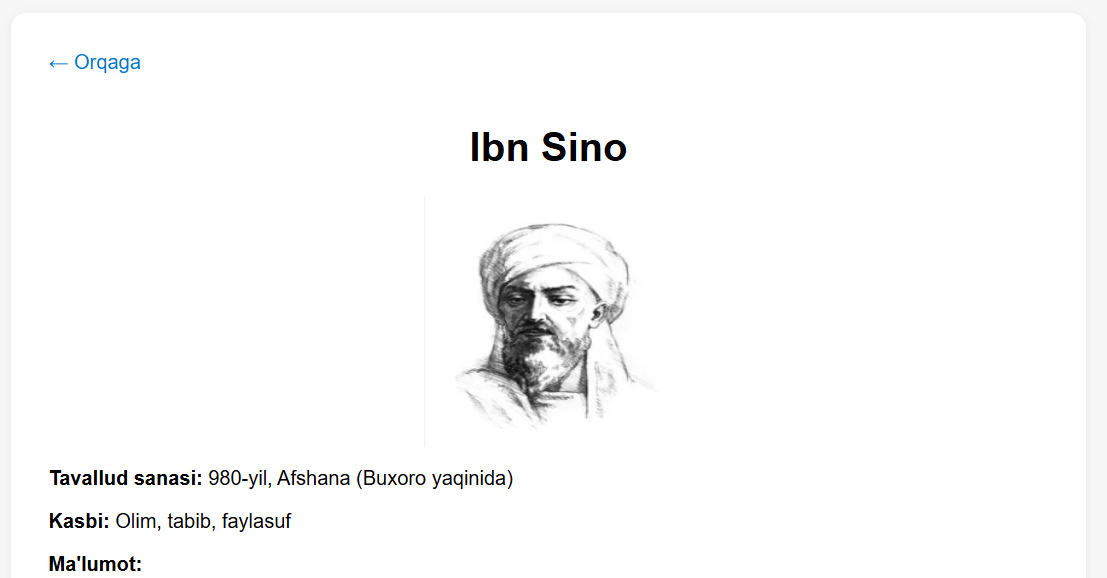 ← Orqaga
Ibn Sino
Tavallud sanasi: 980-yil, Afshana (Buxoro yaqinida)
Kasbi: Olim, tabib, faylasuf
Ma'lumot: